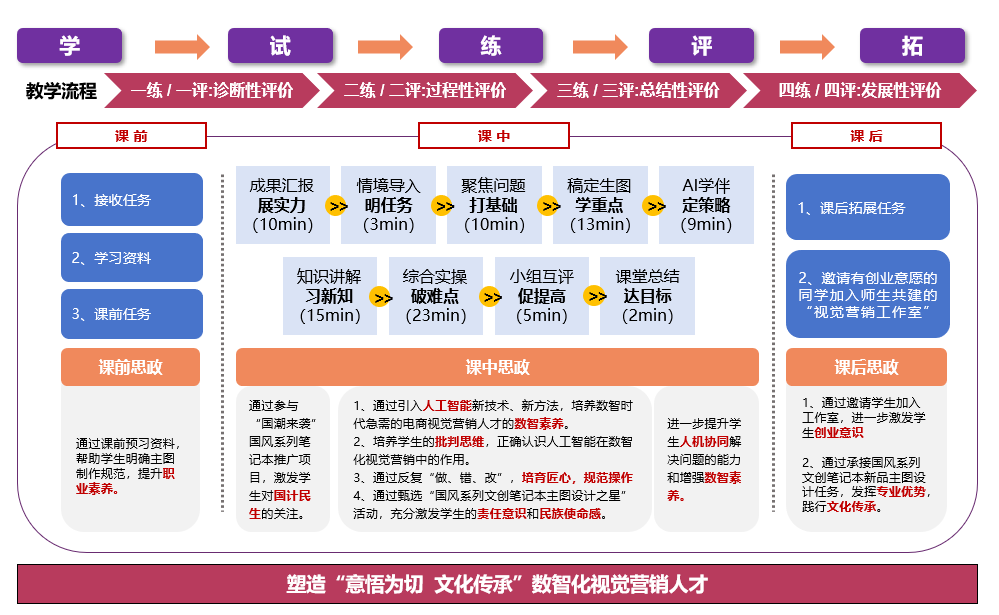 学
试
练
评
拓
教学流程
一练 / 一评:诊断性评价
二练 / 二评:过程性评价
三练 / 三评:总结性评价
四练 / 四评:发展性评价
课 前
课 中
课 后
1、接收任务
2、学习资料
3、课前任务
成果汇报
展实力
(10min)
>>
情境导入
明任务
(3min)
>>
聚焦问题
打基础
(10min)
>>
稿定生图
学重点
(13min)
>>
AI学伴
定策略
(9min)
知识讲解
习新知
(15min)
>>
综合实操
破难点
(23min)
>>
小组互评
促提高
(5min)
>>
课堂总结
达目标
(2min)
1、课后拓展任务
2、邀请有创业意愿的
同学加入师生共建的
“视觉营销工作室”
课前思政
通过课前预习资料，
帮助学生明确主图
制作规范，提升职
业素养。
课中思政
通过参与
“国潮来袭”
国风系列笔
记本推广项
目，激发学
生对国计民
生的关注。
1、通过引入人工智能新技术、新方法，培养数智时
代急需的电商视觉营销人才的数智素养。
2、培养学生的批判思维，正确认识人工智能在数智
化视觉营销中的作用。
3、通过反复“做、错、改”，培育匠心，规范操作
4、通过甄选“国风系列文创笔记本主图设计之星”
活动，充分激发学生的责任意识和民族使命感。
进一步提升学
生人机协同解
决问题的能力
和增强数智素
养。
课后思政
1、通过邀请学生加入
工作室，进一步激发学
生创业意识
2、通过承接国风系列
文创笔记本新品主图设
计任务，发挥专业优势，
践行文化传承。
塑造“意悟为切 文化传承”数智化视觉营销人才